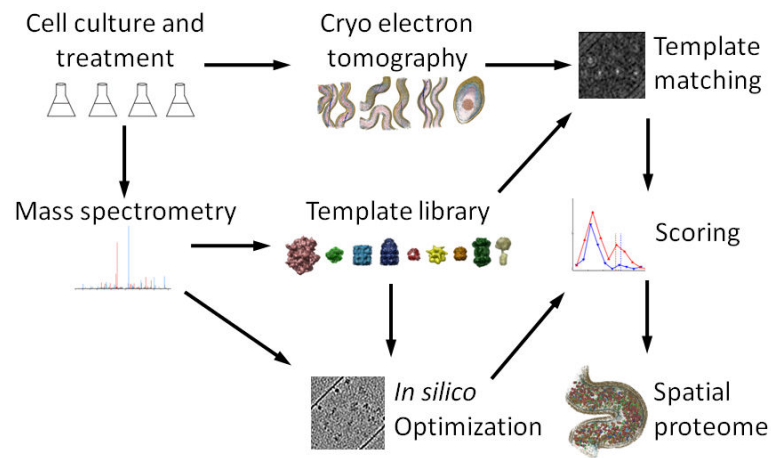 Cell culture and
treatment
Cryo electron
tomography
Template
matching
Mass spectrometry
Template library
Scoring
In silico
Optimization
Spatial
proteome